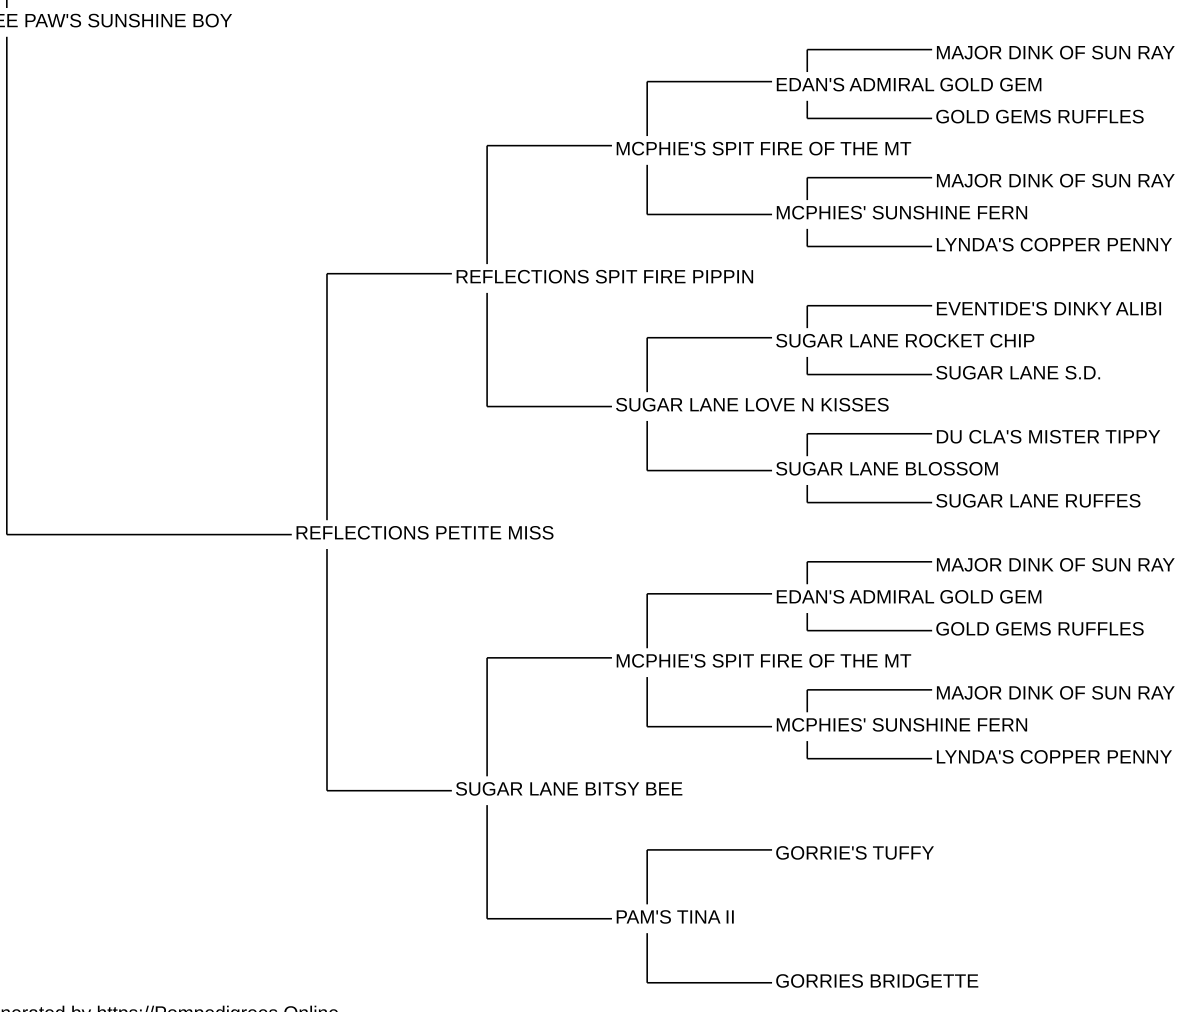 EE PAW'S SUNSHINE BOY
MAJOR DINK OF SUN RAY
EDAN'S ADMIRAL GOLD GEM
GOLD GEMS RUFFLES
MCPHIE'S SPIT FIRE OF THE MT
MAJOR DINK OF SUN RAY
MCPHIES' SUNSHINE FERN
LYNDA'S COPPER PENNY
REFLECTIONS SPIT FIRE PIPPIN
EVENTIDE'S DINKY ALIBI
SUGAR LANE ROCKET CHIP
SUGAR LANE S.D.
SUGAR LANE LOVE N KISSES
DU CLA'S MISTER TIPPY
SUGAR LANE BLOSSOM
SUGAR LANE RUFFES
REFLECTIONS PETITE MISS
MAJOR DINK OF SUN RAY
EDAN'S ADMIRAL GOLD GEM
GOLD GEMS RUFFLES
MCPHIE'S SPIT FIRE OF THE MT
MAJOR DINK OF SUN RAY
MCPHIES' SUNSHINE FERN
LYNDA'S COPPER PENNY
SUGAR LANE BITSY BEE
GORRIE'S TUFFY
PAM'S TINA II
GORRIES BRIDGETTE
nerated by https://Pompedigrees.Online